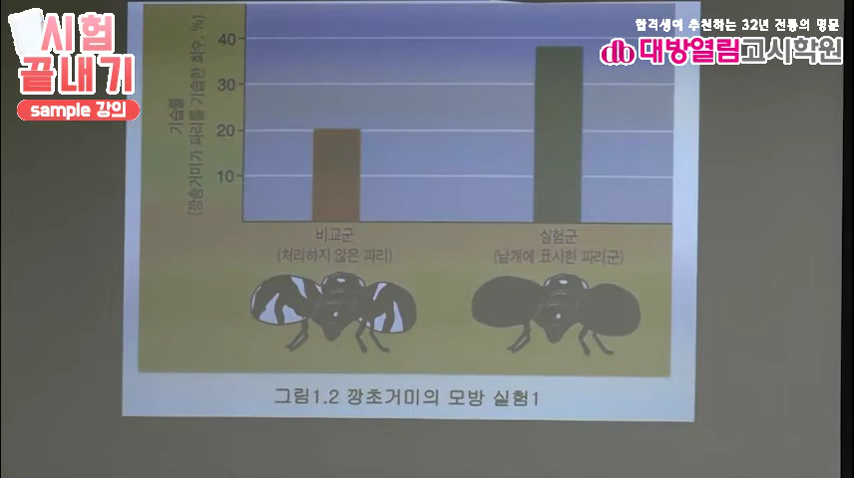 시험
끝내기
sample 강의
합격생이 추천하는 32년 전통의 명문
db 대방열림고시학원
기습률
(깡충거미가 파리를 기습한 회수, %)
40
30
20
10
비교군
(처리하지 않은 파리)
실험군
(날개에 표시한 파리군)
그림1.2 깡초거미의 모방 실험1